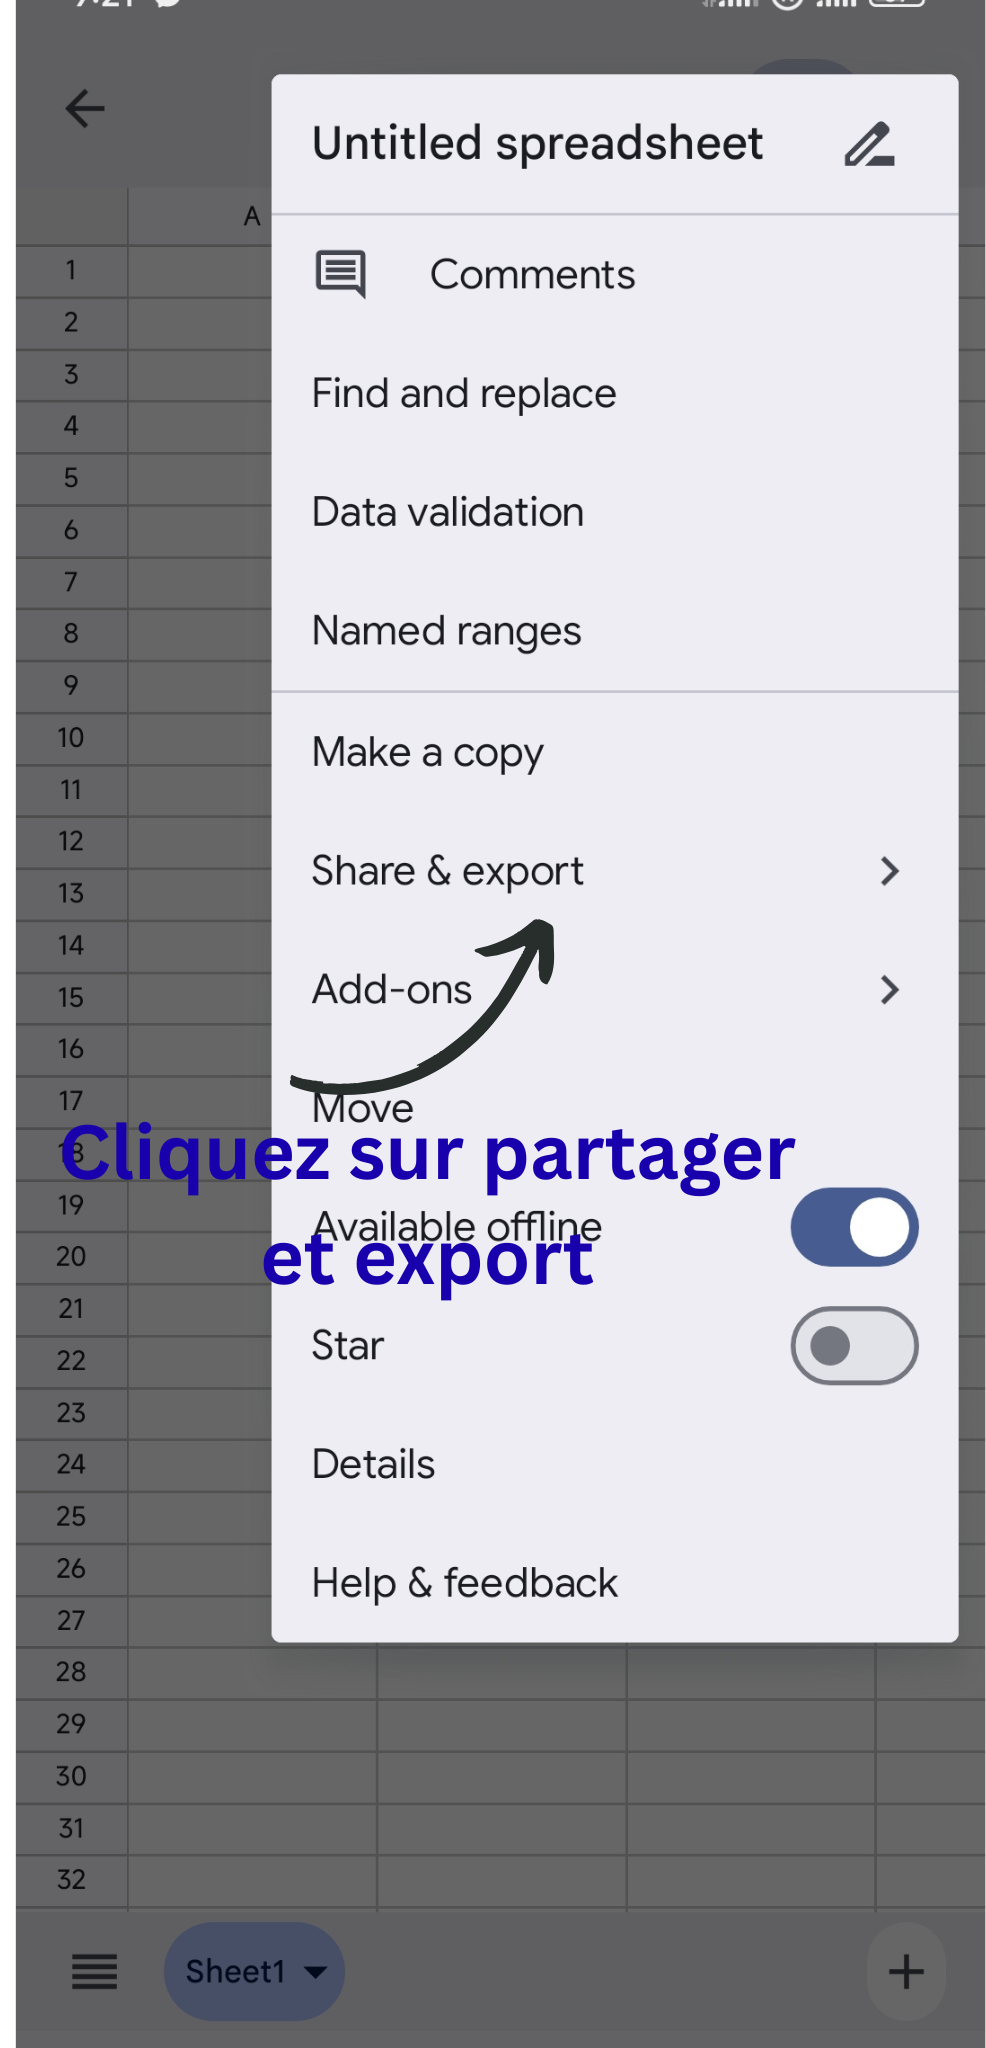 Untitled spreadsheet
A
Comments
Find and replace
Data validation
Named ranges
Make a copy
Share & export
Add-ons
Move
Cliquez sur partager
et export
Available offline
Star
Details
Help & feedback
1
2
3
4
5
6
7
8
9
10
11
12
13
14
15
16
17
18
19
20
21
22
23
24
25
26
27
28
29
30
31
32
Sheet1